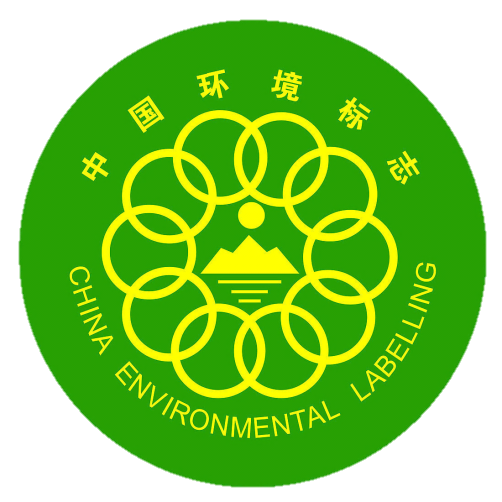 中国环境标志
CHINA ENVIRONMENTAL LABELLING